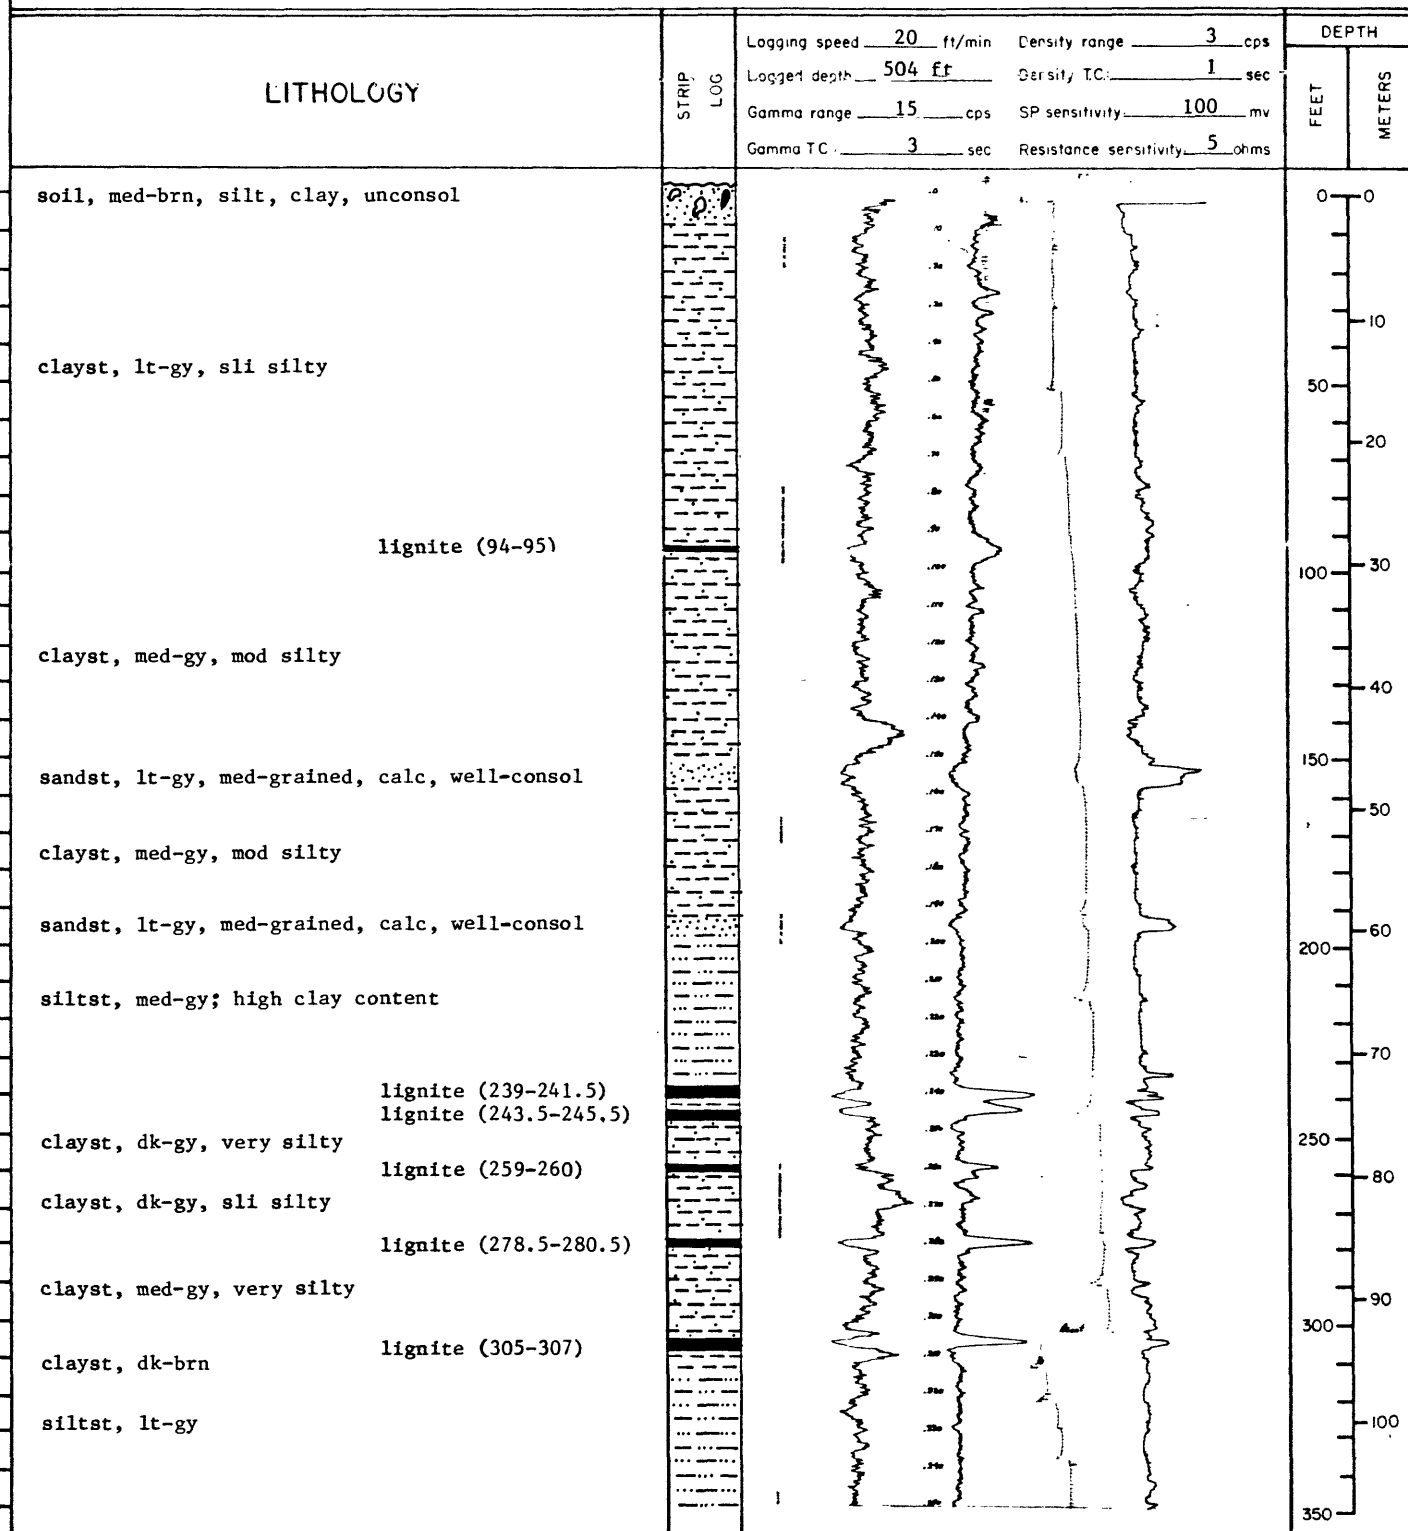 LITHOLOGY
STRIP LOG
Logging speed 20 ft/min
Logged depth 504 ft
Gamma range 15 cps
Gamma T C 3 sec
Density range 3 cps
Density T.C. 1 sec
SP sensitivity 100 mv
Resistance sensitivity 5 ohms
DEPTH
FEET
METERS
soil, med-brn, silt, clay, unconsol
clayst, lt-gy, sli silty
lignite (94-95)
clayst, med-gy, mod silty
sandst, lt-gy, med-grained, calc, well-consol
clayst, med-gy, mod silty
sandst, lt-gy, med-grained, calc, well-consol
siltst, med-gy; high clay content
lignite (239-241.5)
lignite (243.5-245.5)
clayst, dk-gy, very silty
lignite (259-260)
clayst, dk-gy, sli silty
lignite (278.5-280.5)
clayst, med-gy, very silty
lignite (305-307)
clayst, dk-brn
siltst, lt-gy
0 0
10
50
20
100 30
40
150
50
60
200
70
250
80
90
300
100
350